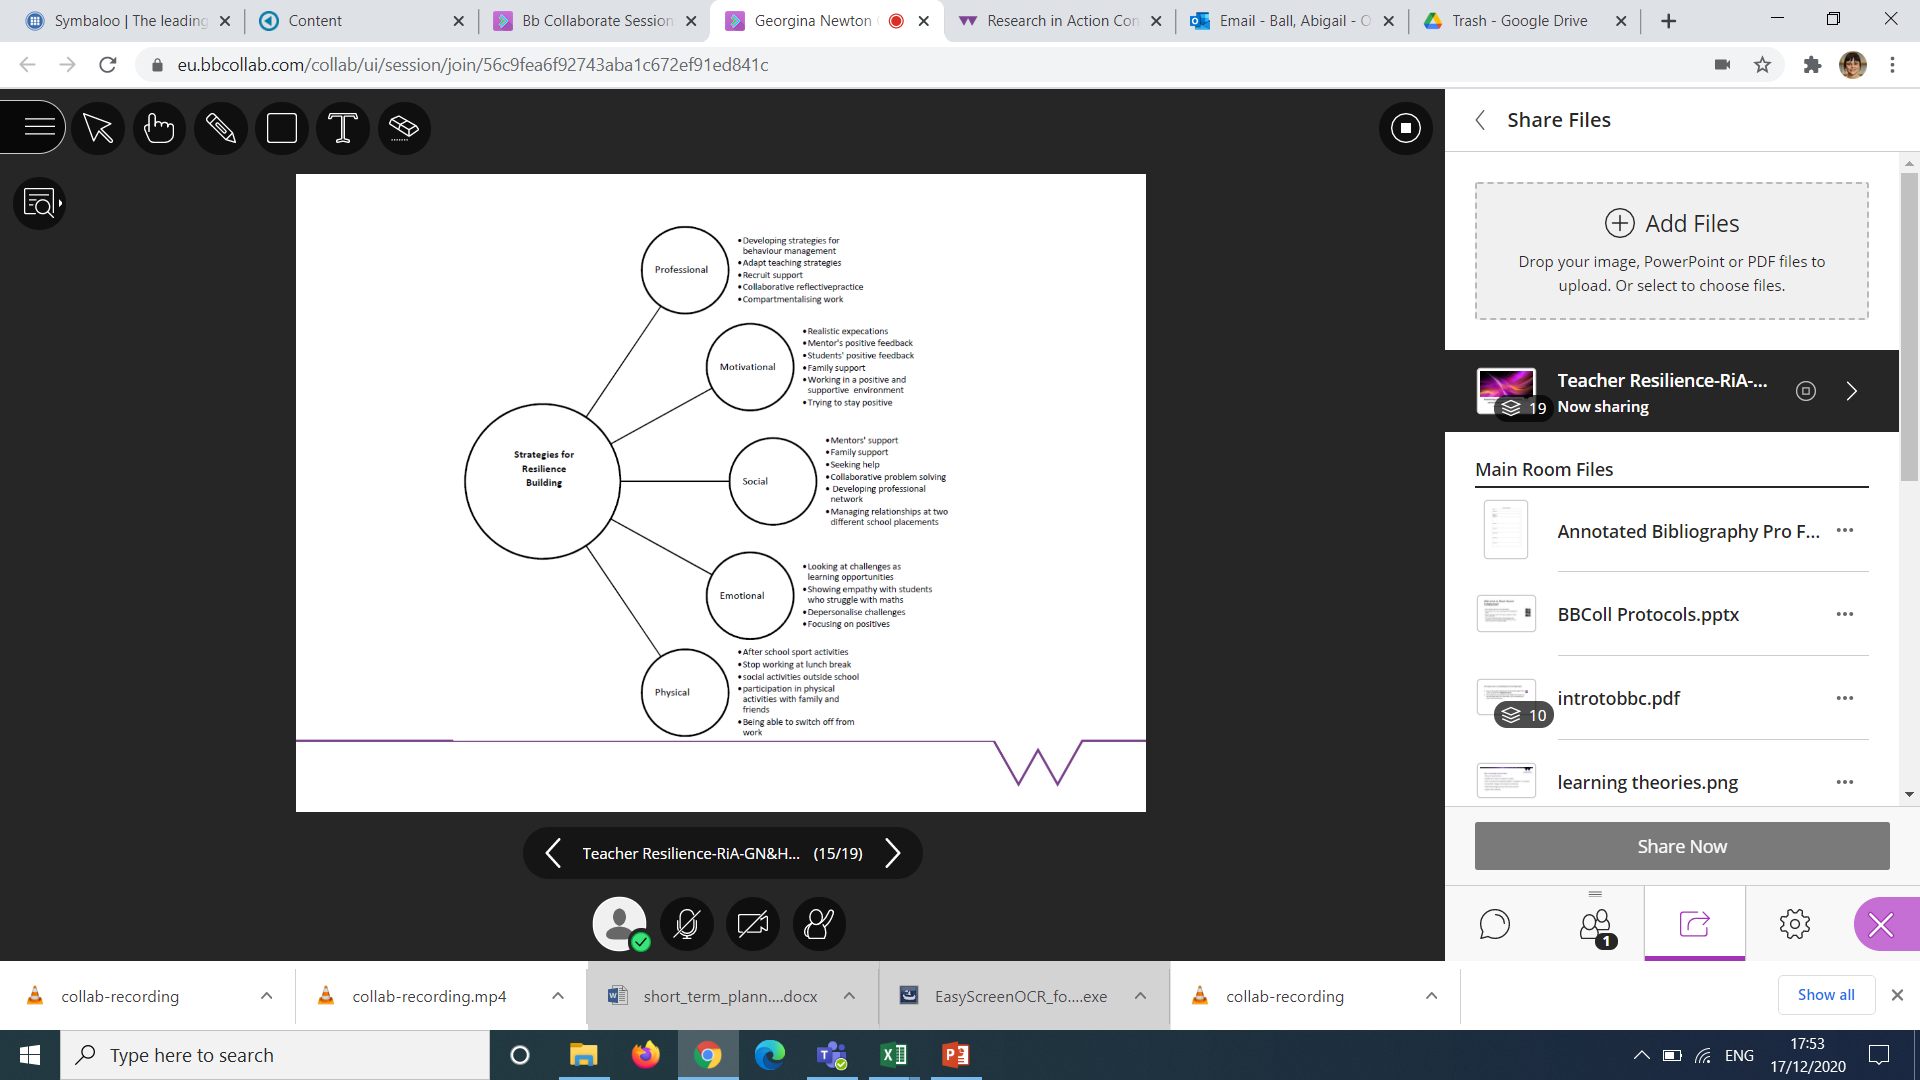 Symbaloo | The leading
Content
Bb Collaborate Session
Georgina Newton
Research in Action Con
Email - Ball, Abigail - O
Trash - Google Drive
eu.bbcollab.com/collab/ui/session/join/56c9fea6f92743aba1c672ef91ed841c
Professional
•Developing strategies for
behaviour management
•Adapt teaching strategies
•Recruit support
•Collaborative reflectivepractice
•Compartmentalising work
Motivational
•Realistic expecations
•Mentor's positive feedback
•Students' positive feedback
•Family support
•Working in a positive and
supportive environment
•Trying to stay positive
Strategies for
Resilience
Building
Social
•Mentors' support
•Family support
•Seeking help
•Collaborative problem solving
• Developing professional
network
•Managing relationships at two
different school placements
Emotional
•Looking at challenges as
learning opportunities
•Showing empathy with students
who struggle with maths
•Depersonalise challenges
•Focusing on positives
Physical
•After school sport activities
•Stop working at lunch break
•social activities outside school
•participation in physical
activities with family and
friends
•Being able to switch off from
work
Teacher Resilience-RiA-GN&H... (15/19)
Share Files
Add Files
Drop your image, PowerPoint or PDF files to
upload. Or select to choose files.
Teacher Resilience-RiA-...
19
Now sharing
Main Room Files
Annotated Bibliography Pro F...
BBColl Protocols.pptx
introtobbc.pdf
10
learning theories.png
Share Now
1
collab-recording
collab-recording.mp4
short_term_plann....docx
EasyScreenOCR_fo....exe
collab-recording
Show all
Type here to search
ENG
17:53
17/12/2020